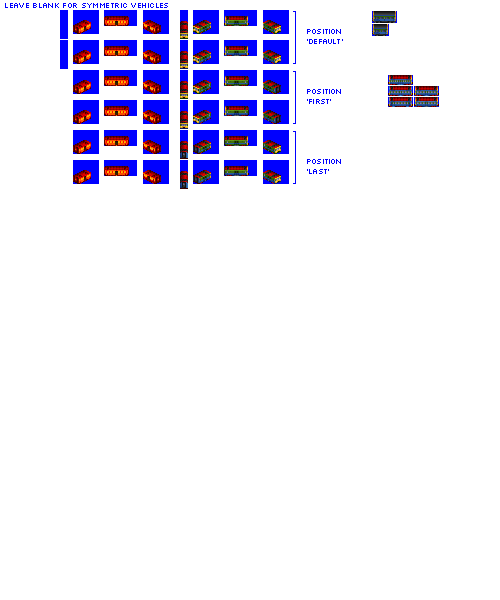 LEAVE BLANK FOR SYMMETRIC VEHICLES
POSITION
'DEFAULT'
POSITION
'FIRST'
POSITION
'LAST'